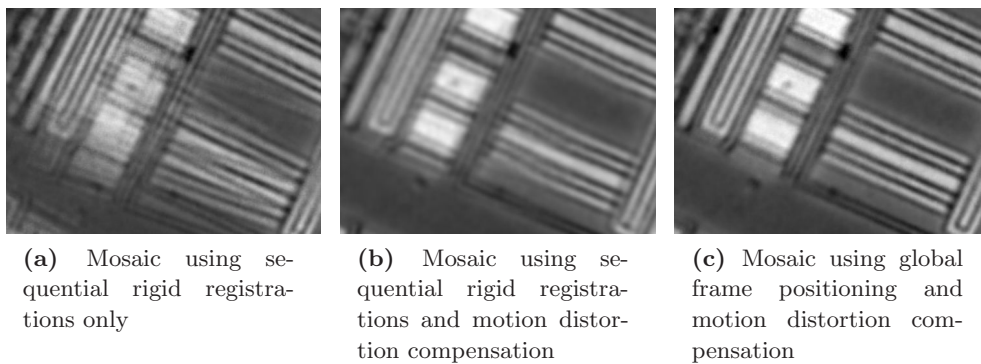 (a) Mosaic using se-
quential rigid registra-
tions only
(b) Mosaic using se-
quential rigid registra-
tions and motion distor-
tion compensation
(c) Mosaic using global
frame positioning and
motion distortion com-
pensation